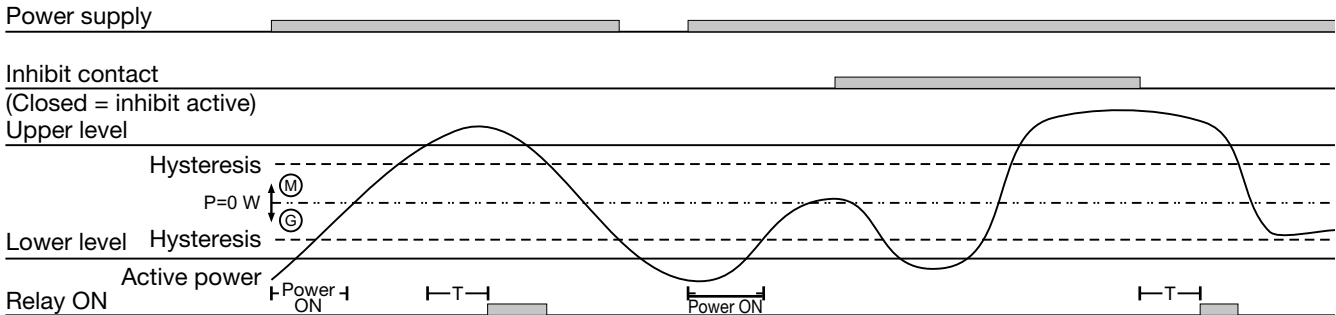 Power supply
Inhibit contact
(Closed = inhibit active)
Upper level
Hysteresis
M
P=0 W
G
Lower level Hysteresis
Active power
Power ON
T
Power ON
T
Relay ON